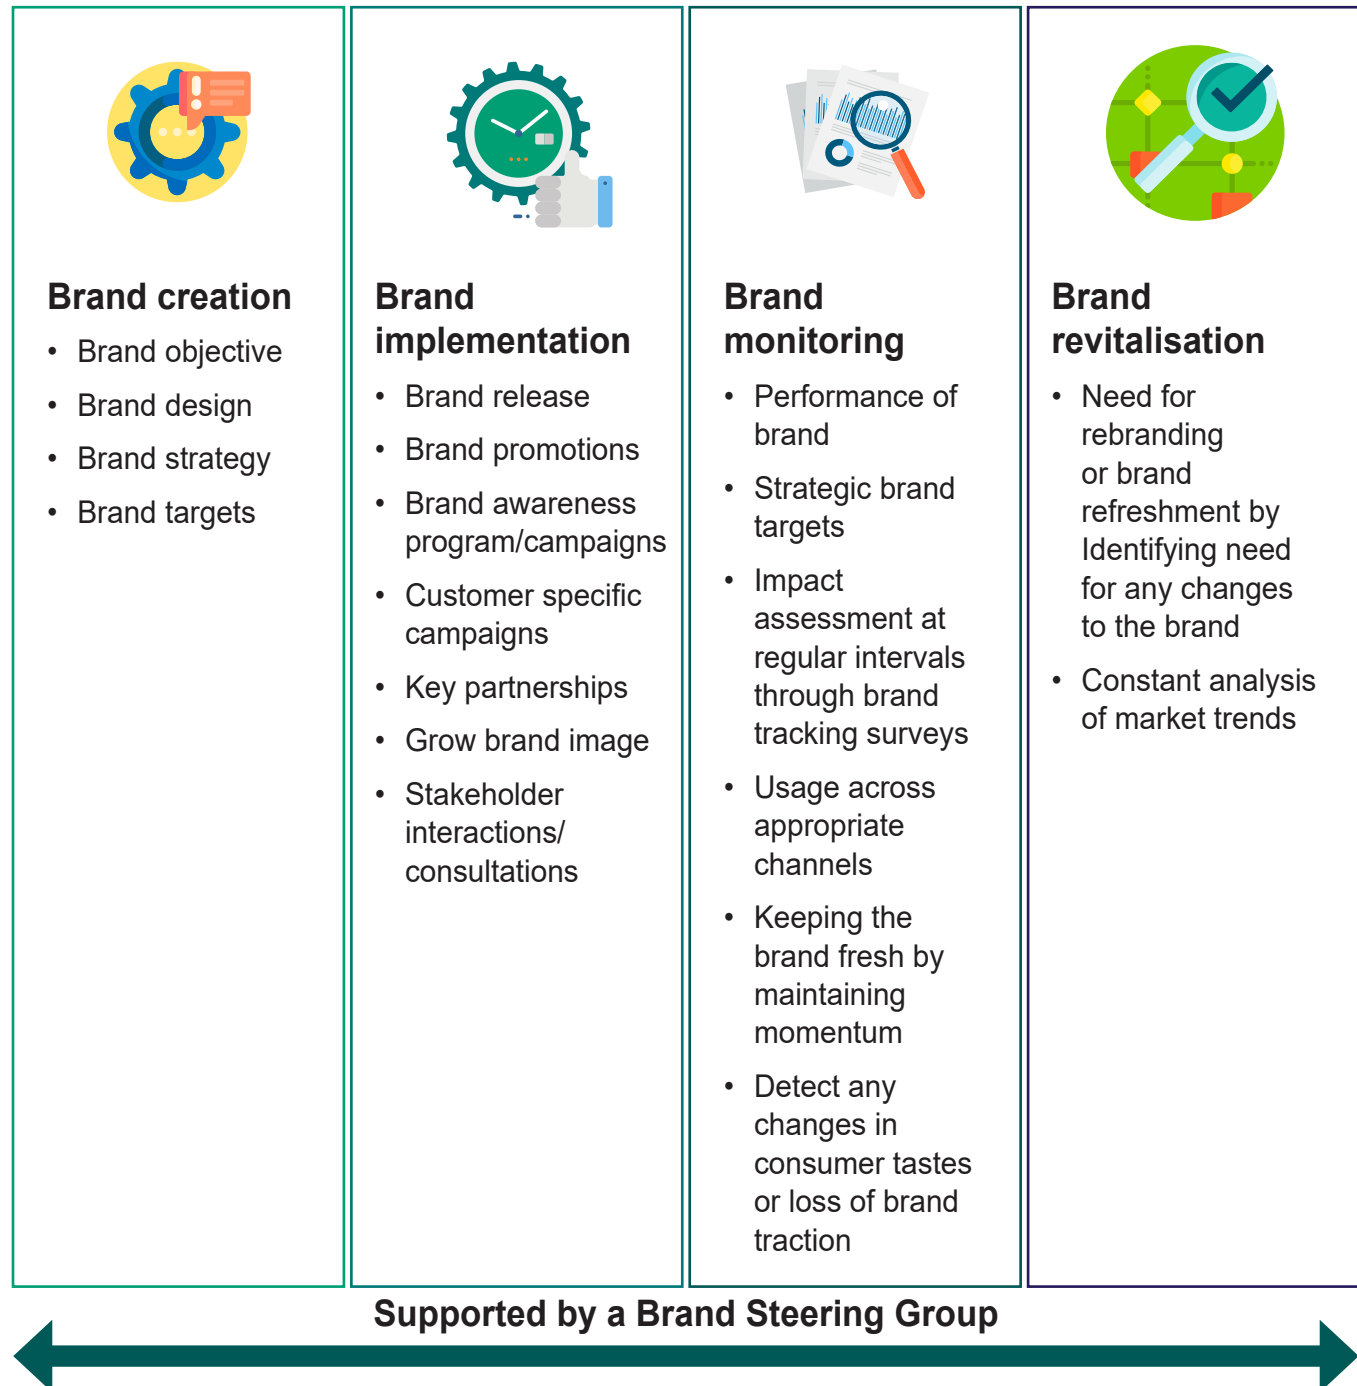 Brand creation
• Brand objective
• Brand design
• Brand strategy
• Brand targets
Brand
implementation
• Brand release
• Brand promotions
• Brand awareness
program/campaigns
• Customer specific
campaigns
• Key partnerships
• Grow brand image
• Stakeholder
interactions/
consultations
Brand
monitoring
• Performance of
brand
• Strategic brand
targets
• Impact
assessment at
regular intervals
through brand
tracking surveys
• Usage across
appropriate
channels
• Keeping the
brand fresh by
maintaining
momentum
• Detect any
changes in
consumer tastes
or loss of brand
traction
Brand
revitalisation
• Need for
rebranding
or brand
refreshment by
Identifying need
for any changes
to the brand
• Constant analysis
of market trends
Supported by a Brand Steering Group